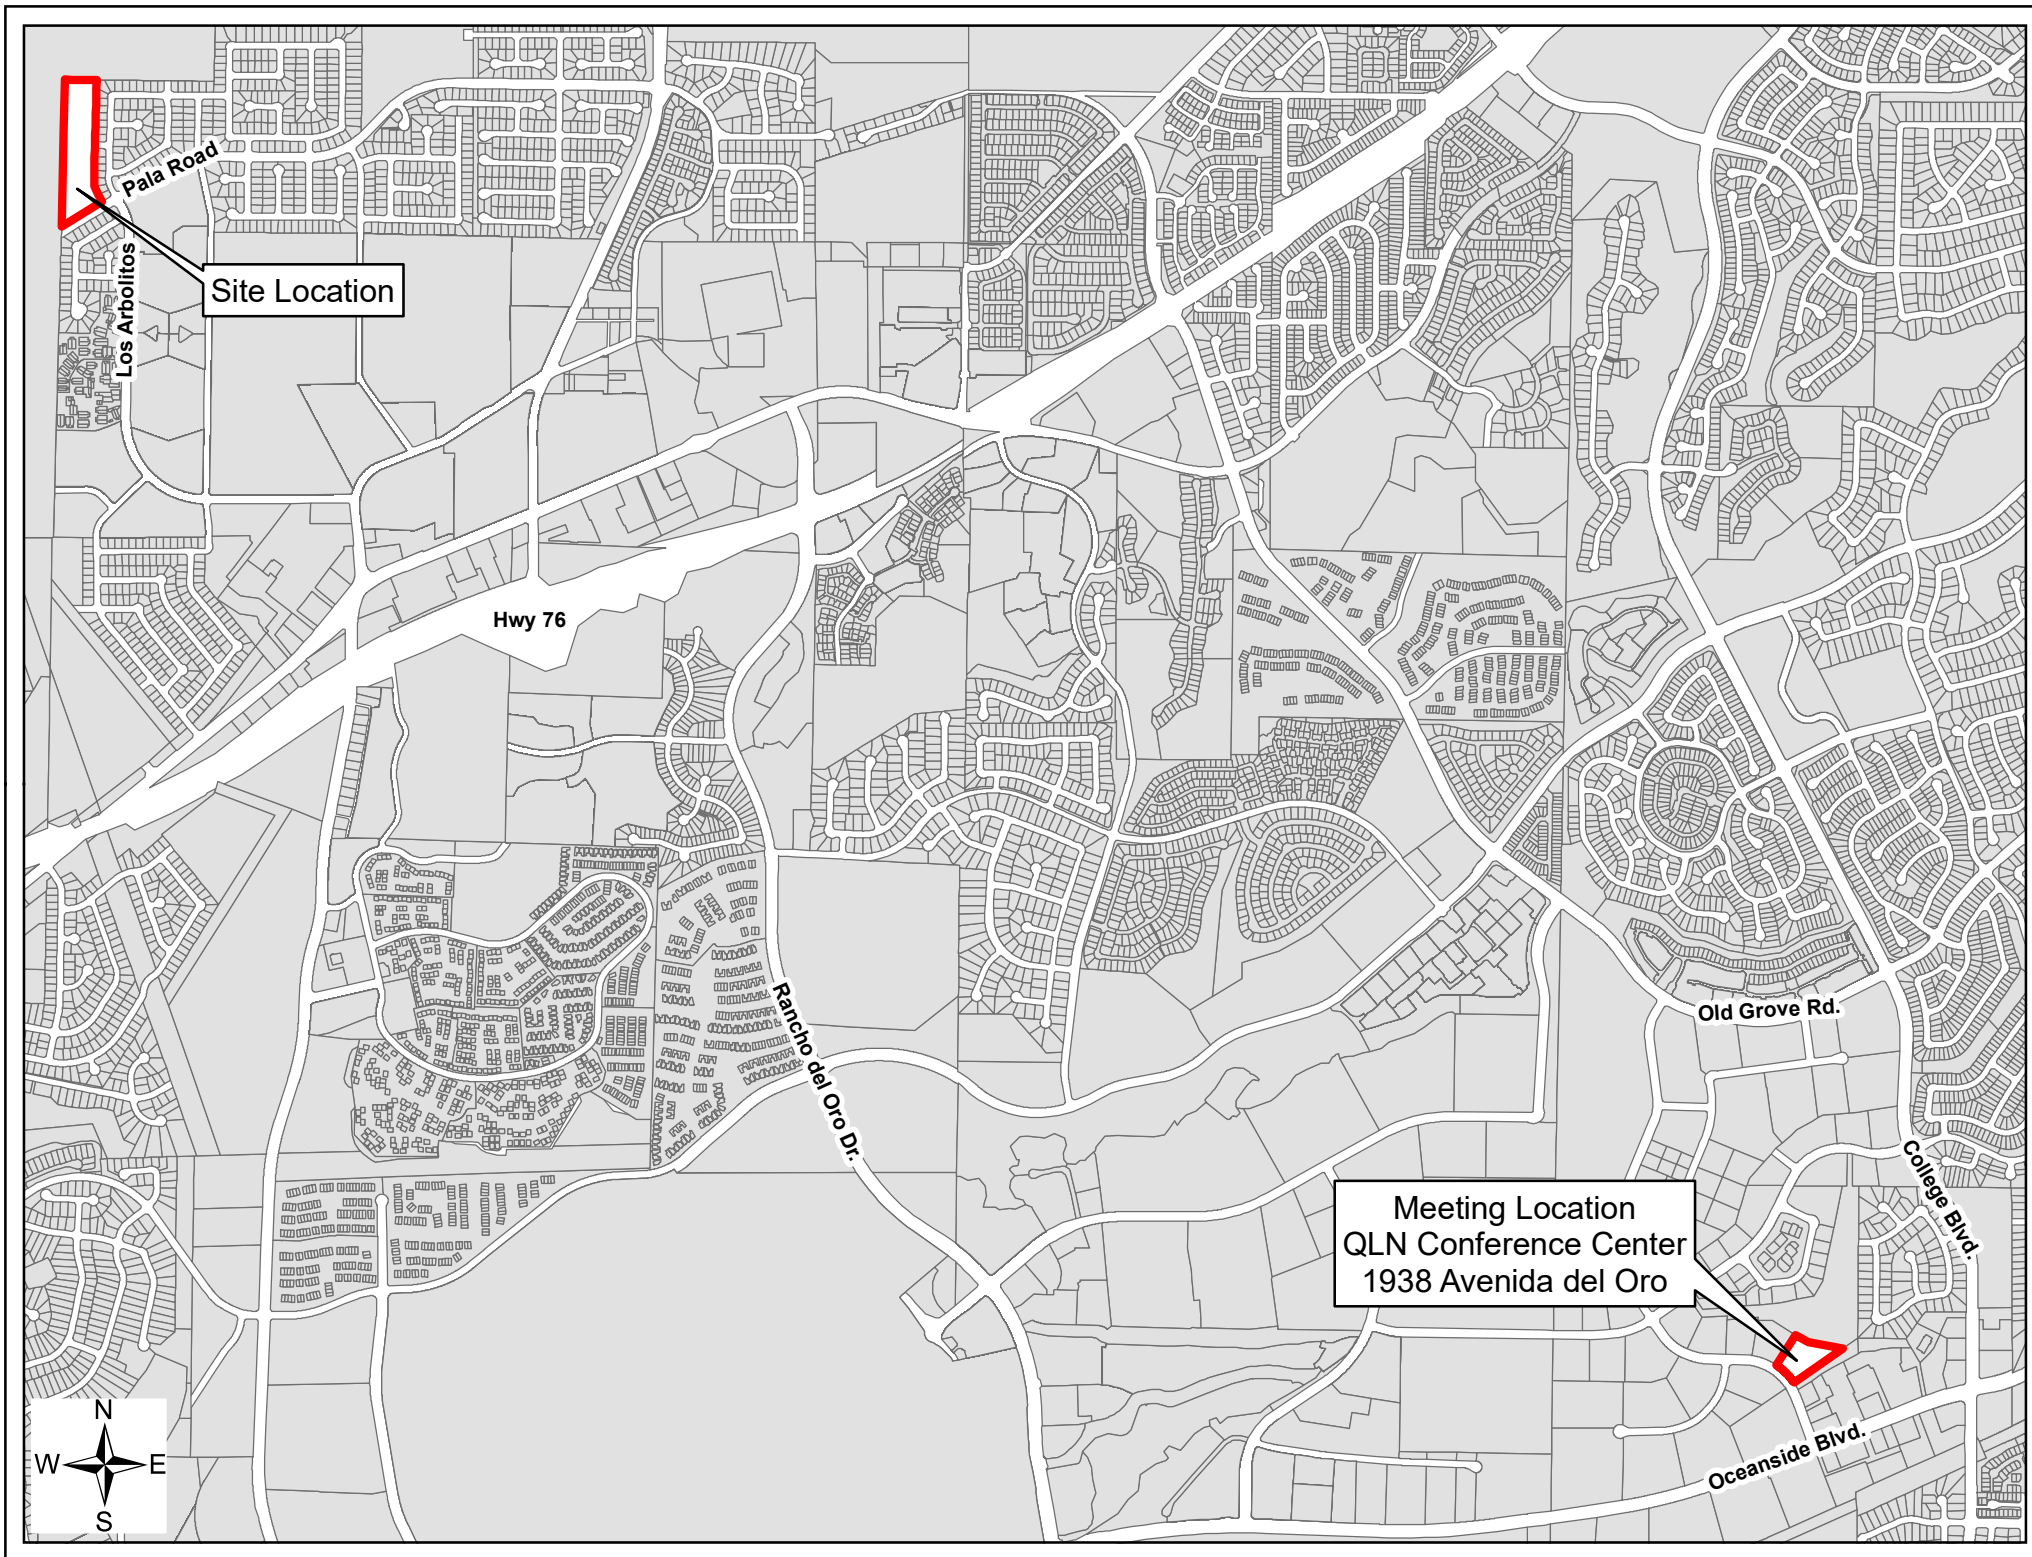 Pala Road
Site Location
Los Arbolitos
Hwy 76
Rancho del Oro Dr.
Old Grove Rd.
College Blvd.
Meeting Location
QLN Conference Center
1938 Avenida del Oro
Oceanside Blvd.
N
W E
S